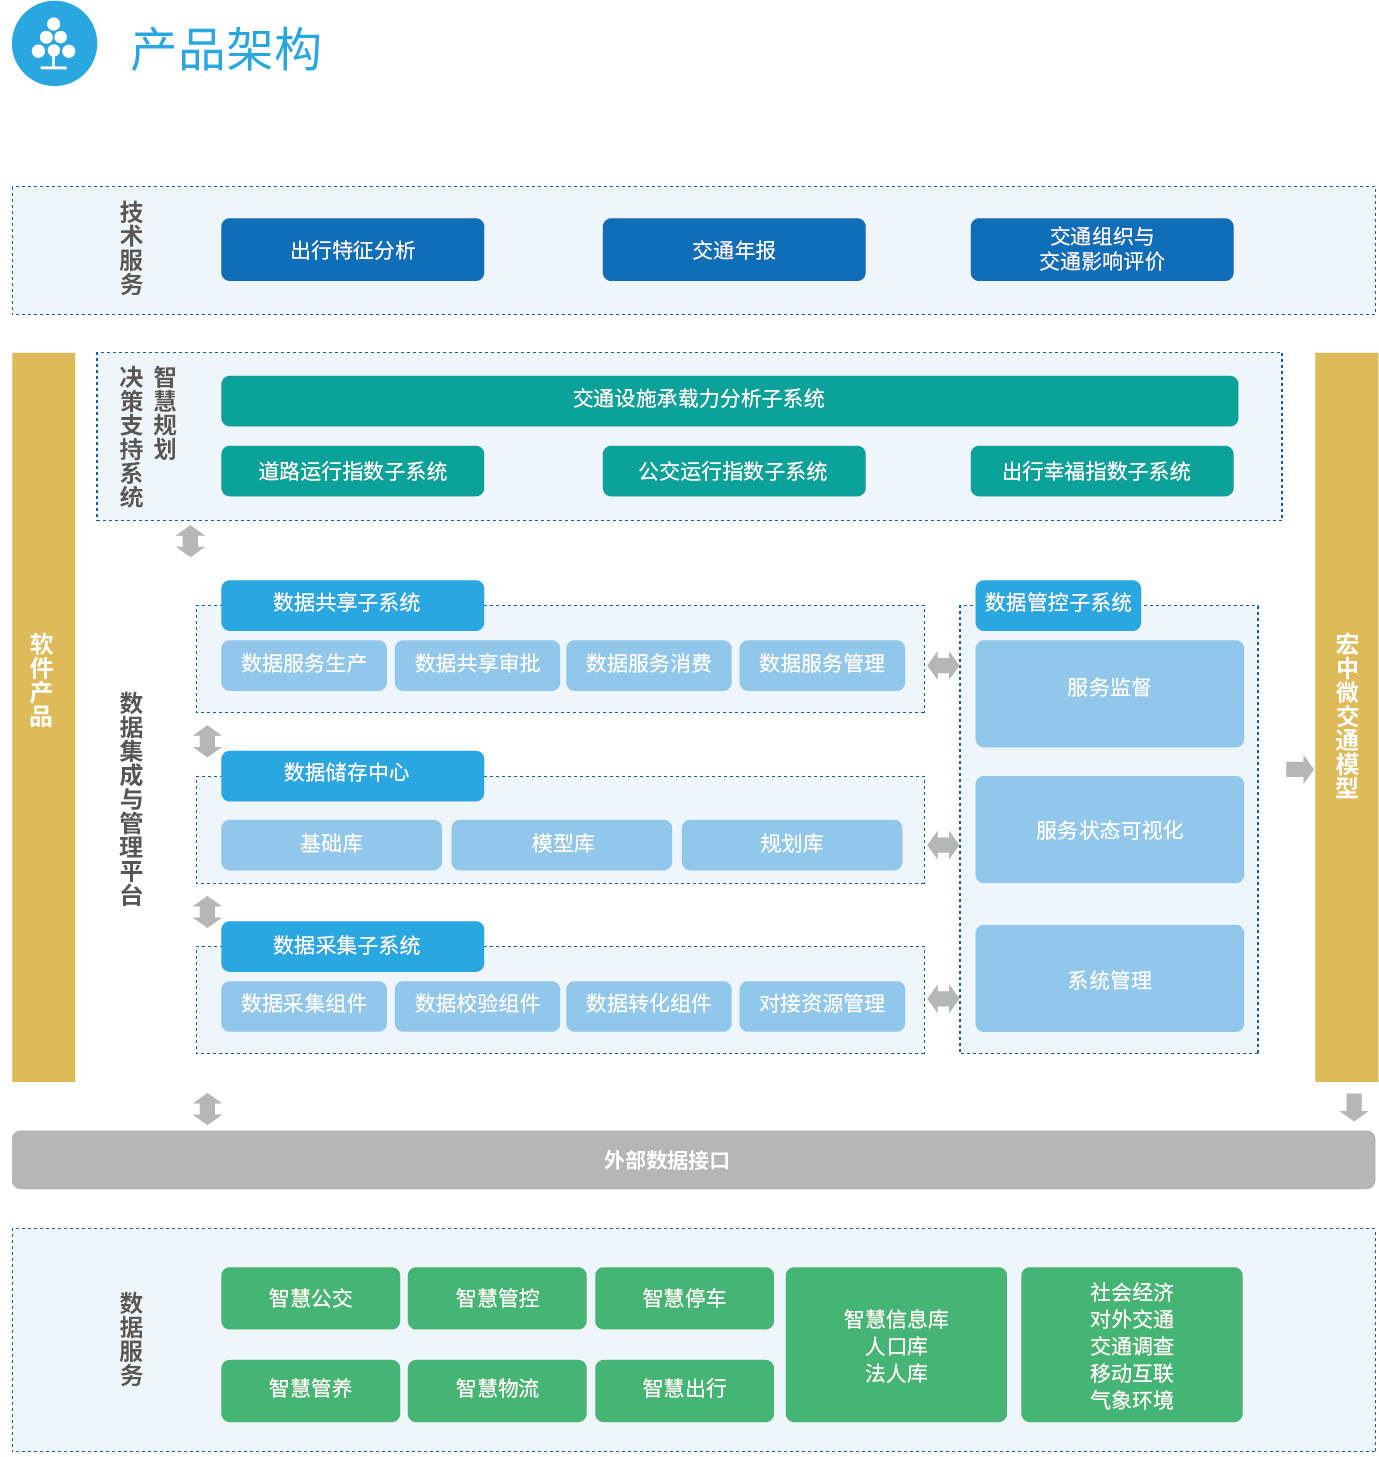 产品架构
技术服务
出行特征分析
交通年报
交通组织与
交通影响评价
软件产品
智慧规划
决策支持系统
交通设施承载力分析子系统
道路运行指数子系统
公交运行指数子系统
出行幸福指数子系统
数据集成与管理平台
数据共享子系统
数据服务生产
数据共享审批
数据服务消费
数据服务管理
数据储存中心
基础库
模型库
规划库
数据采集子系统
数据采集组件
数据校验组件
数据转化组件
对接资源管理
数据管控子系统
服务监督
服务状态可视化
系统管理
宏中微交通模型
外部数据接口
数据服务
智慧公交
智慧管控
智慧停车
智慧管养
智慧物流
智慧出行
智慧信息库
人口库
法人库
社会经济
对外交通
交通调查
移动互联
气象环境